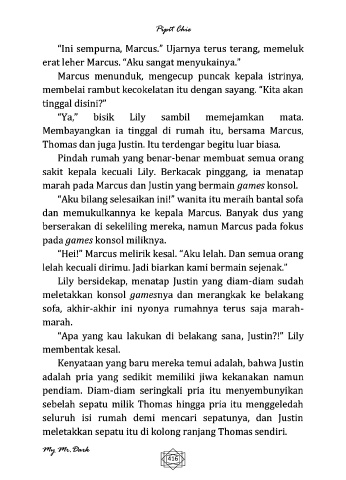 Pipit Chie
“Ini sempurna, Marcus.” Ujarnya terus terang, memeluk
erat leher Marcus. “Aku sangat menyukainya.”
Marcus menunduk, mengecup puncak kepala istrinya,
membelai rambut kecokelatan itu dengan sayang. “Kita akan
tinggal disini?”
“Ya,” bisik Lily sambil memejamkan mata.
Membayangkan ia tinggal di rumah itu, bersama Marcus,
Thomas dan juga Justin. Itu terdengar begitu luar biasa.
Pindah rumah yang benar-benar membuat semua orang
sakit kepala kecuali Lily. Berkacak pinggang, ia menatap
marah pada Marcus dan Justin yang bermain games konsol.
“Aku bilang selesaikan ini!” wanita itu meraih bantal sofa
dan memukulkannya ke kepala Marcus. Banyak dus yang
berserakan di sekeliling mereka, namun Marcus pada fokus
pada games konsol miliknya.
“Hei!” Marcus melirik kesal. “Aku lelah. Dan semua orang
lelah kecuali dirimu. Jadi biarkan kami bermain sejenak.”
Lily bersidekap, menatap Justin yang diam-diam sudah
meletakkan konsol gamesnya dan merangkak ke belakang
sofa, akhir-akhir ini nyonya rumahnya terus saja marah-
marah.
“Apa yang kau lakukan di belakang sana, Justin?!” Lily
membentak kesal.
Kenyataan yang baru mereka temui adalah, bahwa Justin
adalah pria yang sedikit memiliki jiwa kekanakan namun
pendiam. Diam-diam seringkali pria itu menyembunyikan
sebelah sepatu milik Thomas hingga pria itu menggeledah
seluruh isi rumah demi mencari sepatunya, dan Justin
meletakkan sepatu itu di kolong ranjang Thomas sendiri.
My Mr. Dark
416